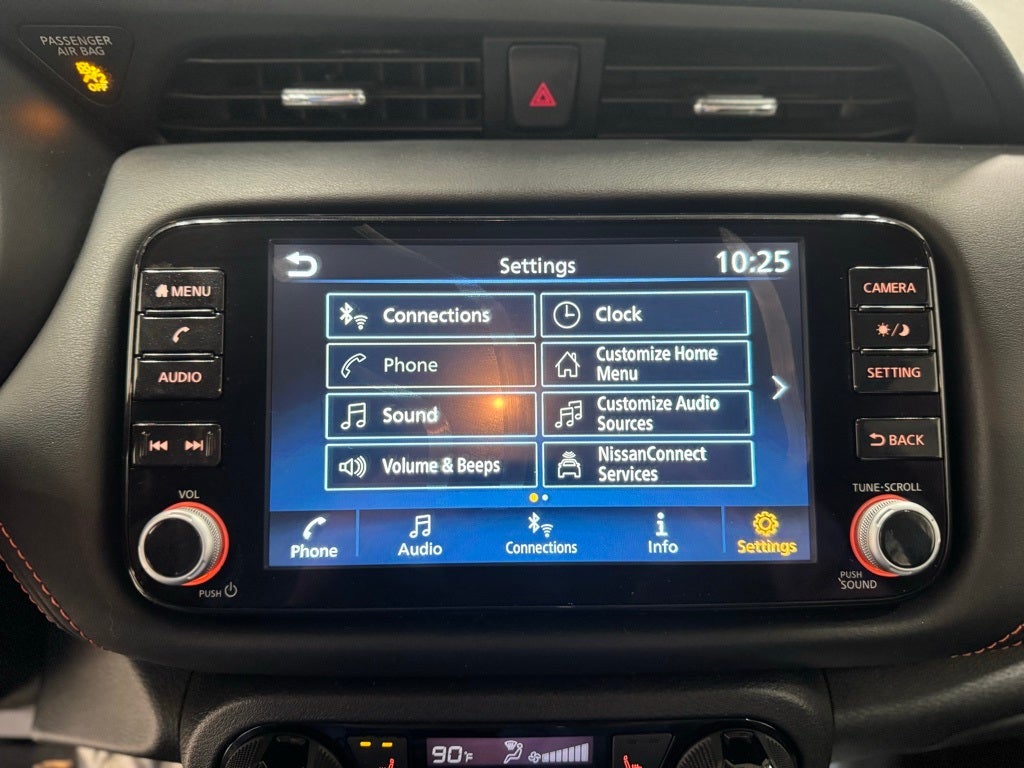 PASSENGER
AIR BAG
OFF
Settings
10:25
MENU
AUDIO
VOL
PUSH
Connections
Clock
Phone
Customize Home
Menu
Sound
Customize Audio
Sources
Volume & Beeps
NissanConnect
Services
Phone
Audio
Connections
Info
Settings
CAMERA
SETTING
BACK
TUNE-SCROLL
PUSH
SOUND
90°F